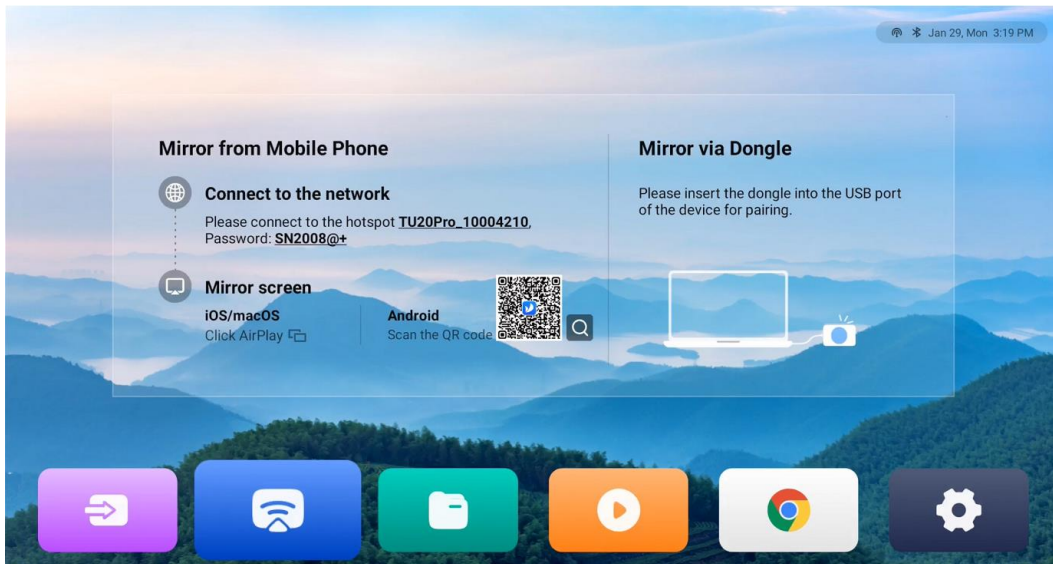 Jan 29, Mon 3:19 PM
Mirror from Mobile Phone
Connect to the network
Please connect to the hotspot TU20Pro_10004210,
Password: SN2008@+
Mirror screen
iOS/macOS
Click AirPlay
Android
Scan the QR code
Mirror via Dongle
Please insert the dongle into the USB port
of the device for pairing.